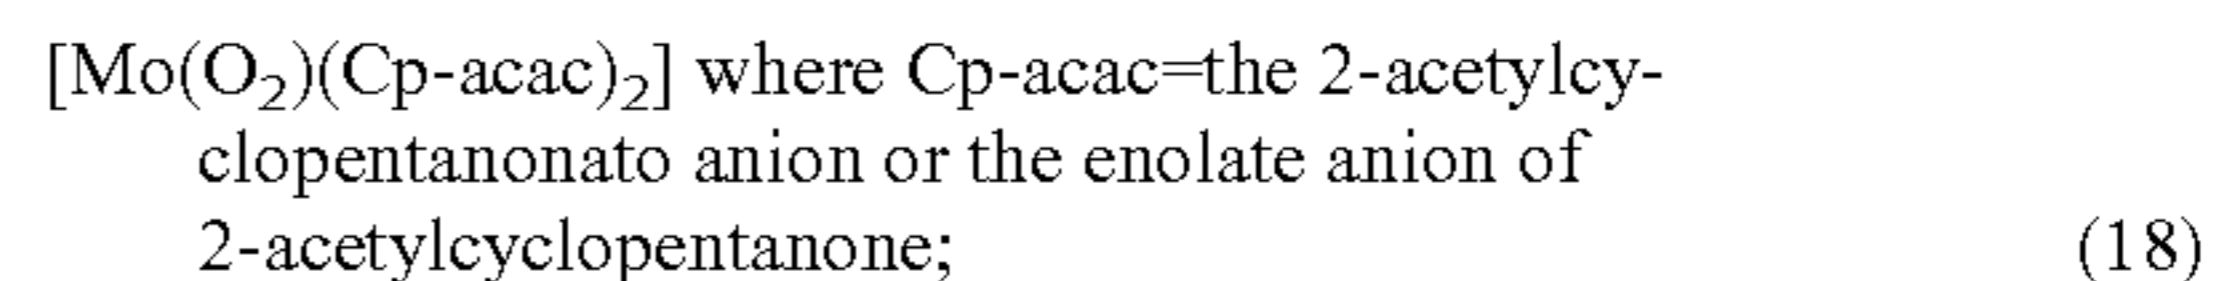 [Mo(O₂)(Cp-acac)₂] where Cp-acac=the 2-acetylcy-
clopentanonato anion or the enolate anion of
2-acetylcyclopentanone; (18)